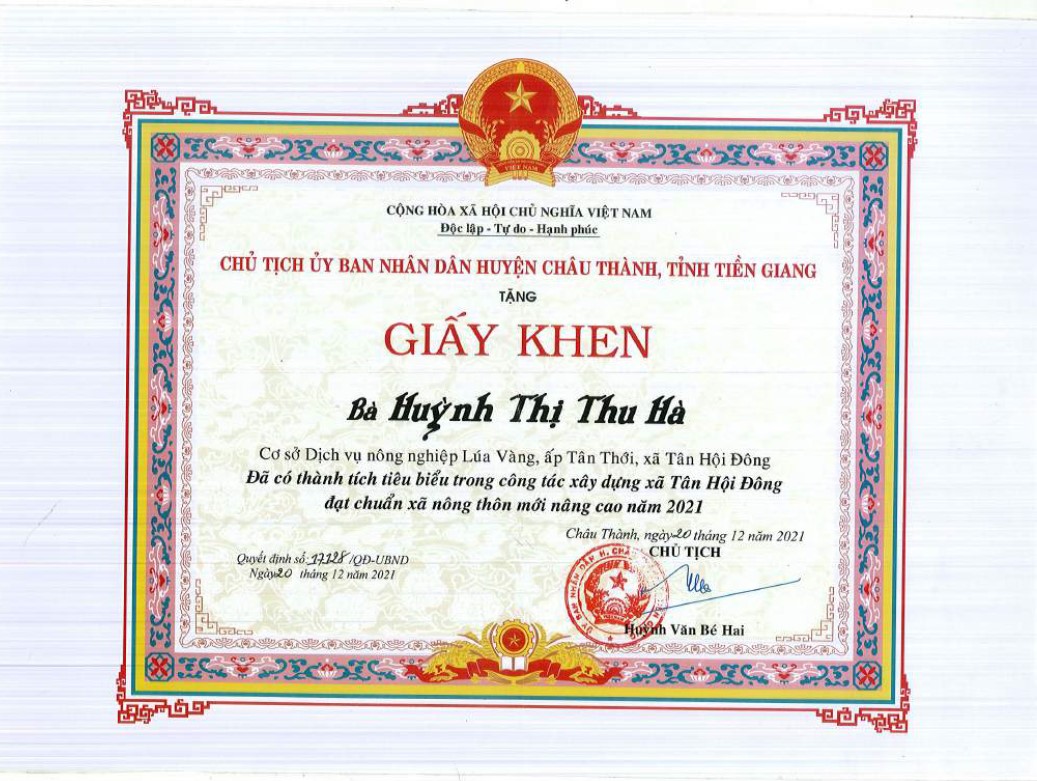 VIỆT NAM
CỘNG HÒA XÃ HỘI CHỦ NGHĨA VIỆT NAM
Độc lập - Tự do - Hạnh phúc
CHỦ TỊCH ỦY BAN NHÂN DÂN HUYỆN CHÂU THÀNH, TỈNH TIỀN GIANG
TẶNG
GIẤY KHEN
Bà Huỳnh Thị Thu Hà
Cơ sở Dịch vụ nông nghiệp Lúa Vàng, ấp Tân Thới, xã Tân Hội Đông
Đã có thành tích tiêu biểu trong công tác xây dựng xã Tân Hội Đông
đạt chuẩn xã nông thôn mới nâng cao năm 2021
Châu Thành, ngày 20 tháng 12 năm 2021
CHỦ TỊCH
Quyết định số: 17128 /QĐ-UBND
Ngày 20 tháng 12 năm 2021
Huỳnh Văn Bé Hai